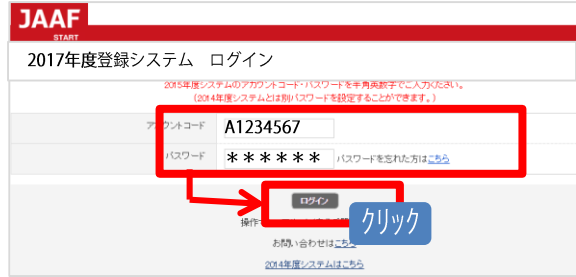 JAAF
START
2017年度登録システム ログイン
2015年度システムのアカウントコード・パスワードを半角英数字でご入力ください。
(2014年度システムとは別パスワードを設定することができます。)
アカウントコード A1234567
パスワード ****** パスワードを忘れた方はこちら
ログイン
クリック
操作
お問い合わせはこちら
2014年度システムはこちら